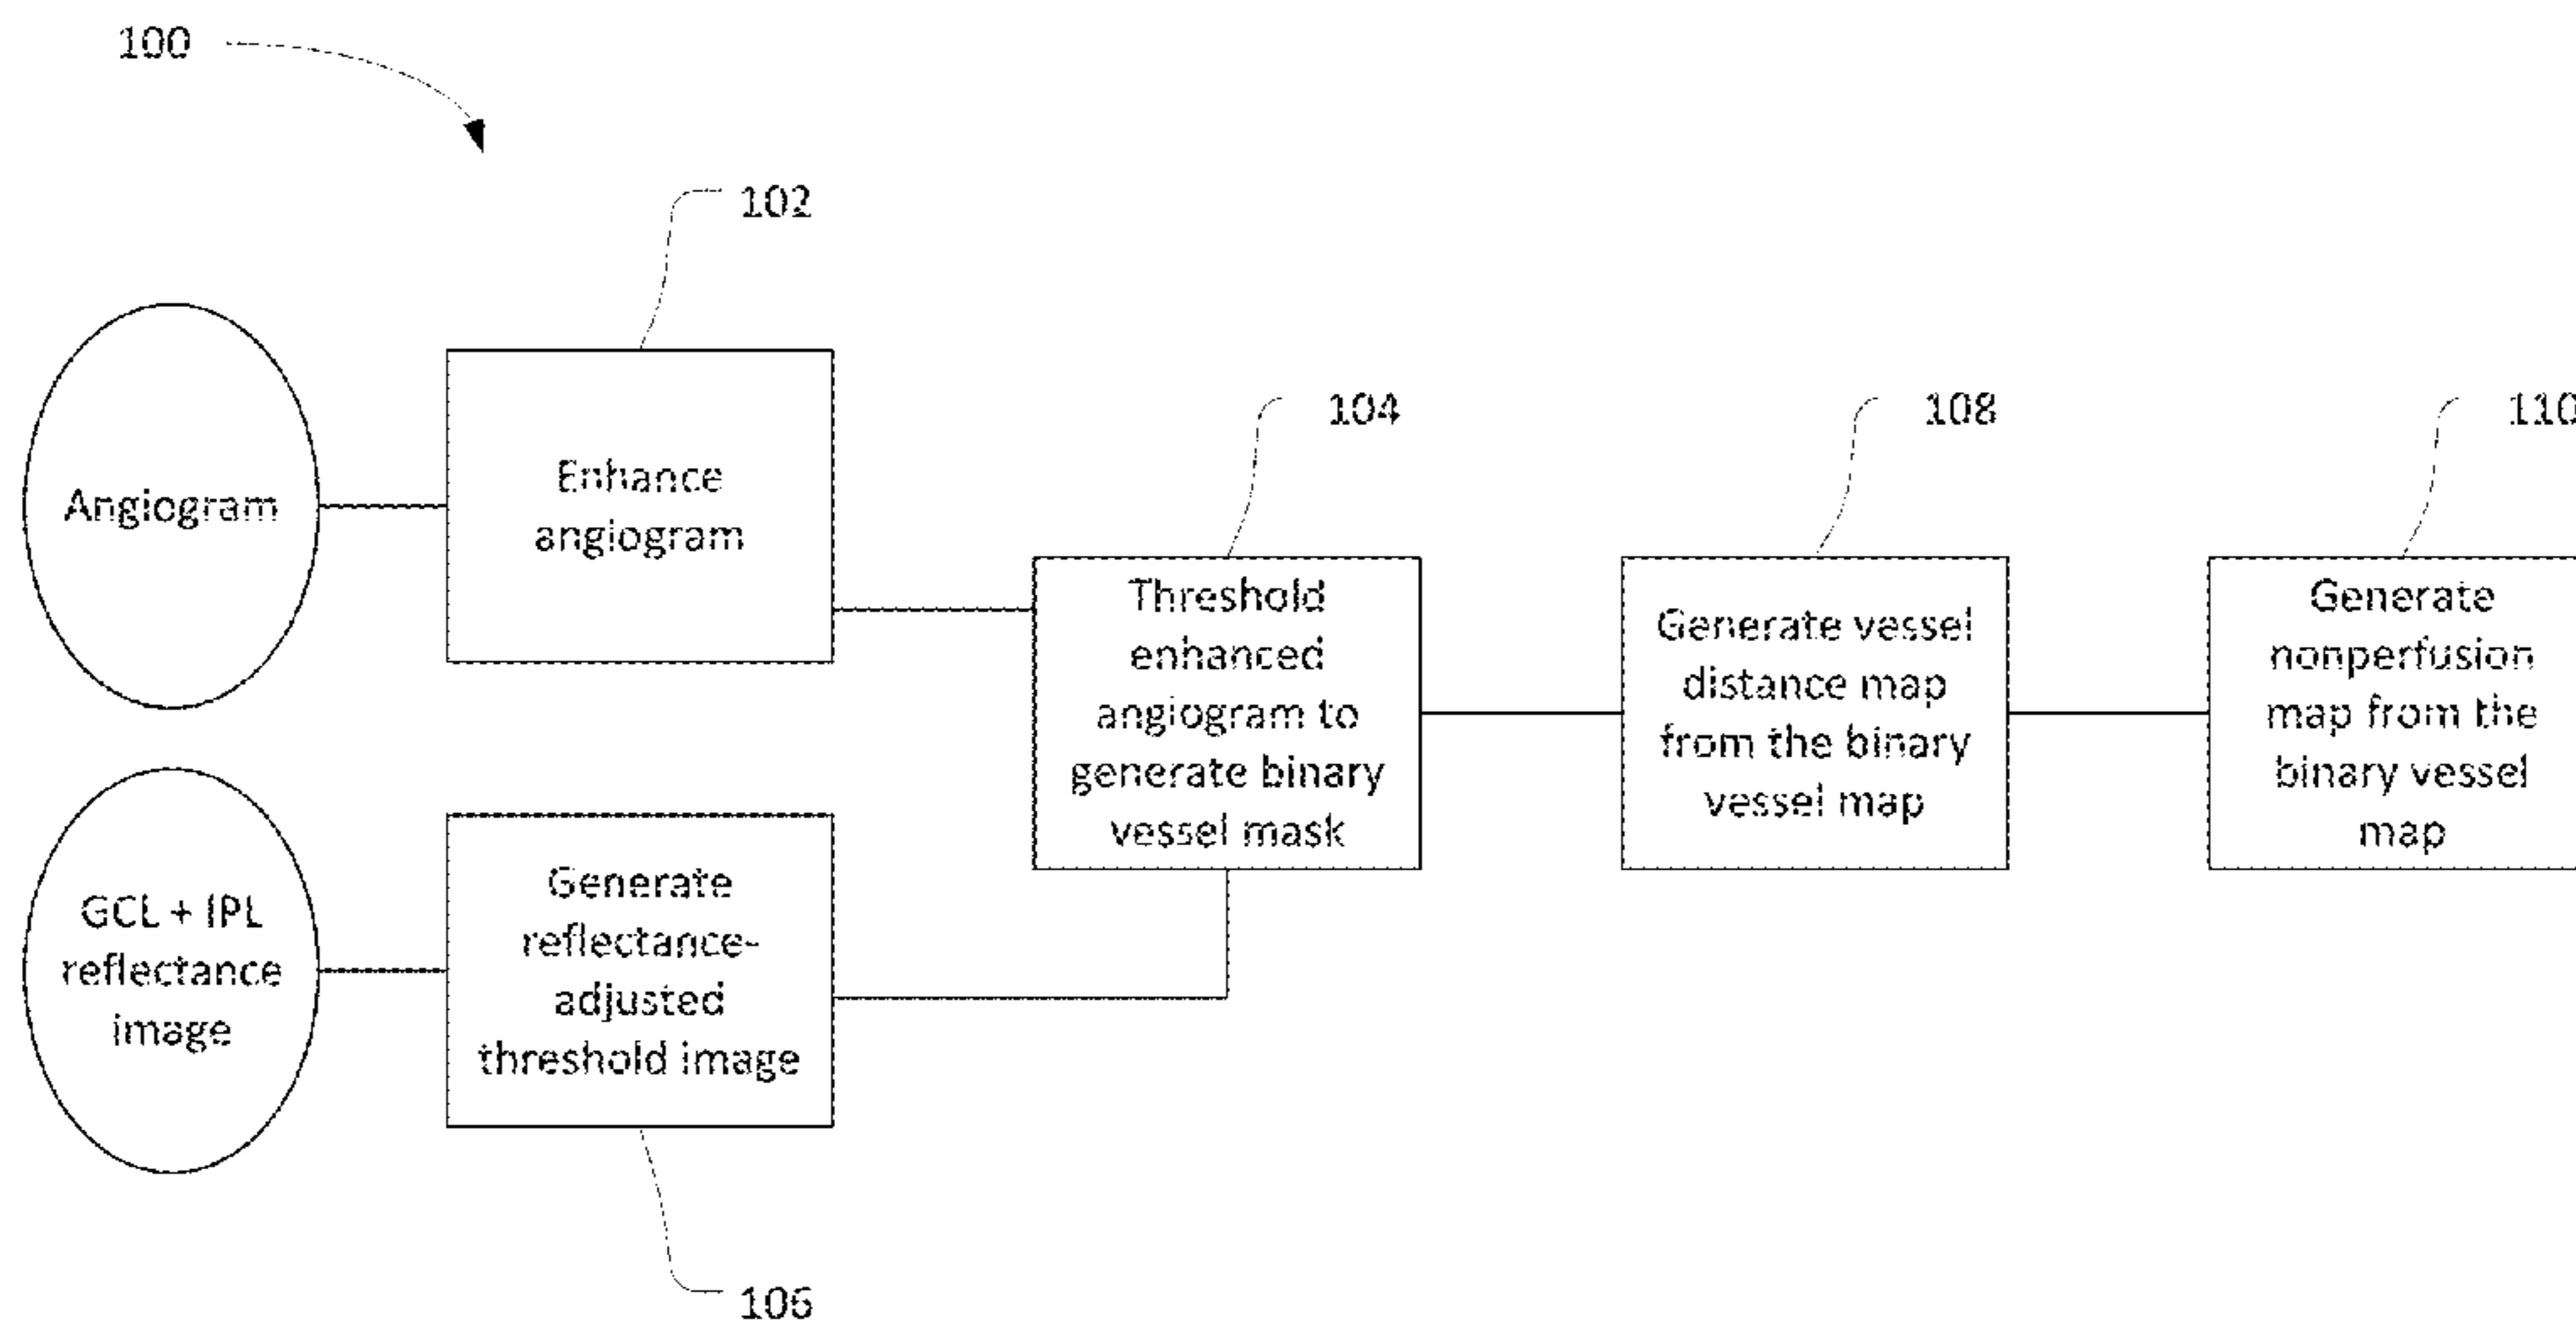 100
102
104
108
110
Angiogram
Enhance
angiogram
Threshold
enhanced
angiogram to
generate binary
vessel mask
Generate vessel
distance map
from the binary
vessel map
Generate
nonperfusion
map from the
binary vessel
map
GCL + IPL
reflectance
image
Generate
reflectance-
adjusted
threshold image
106